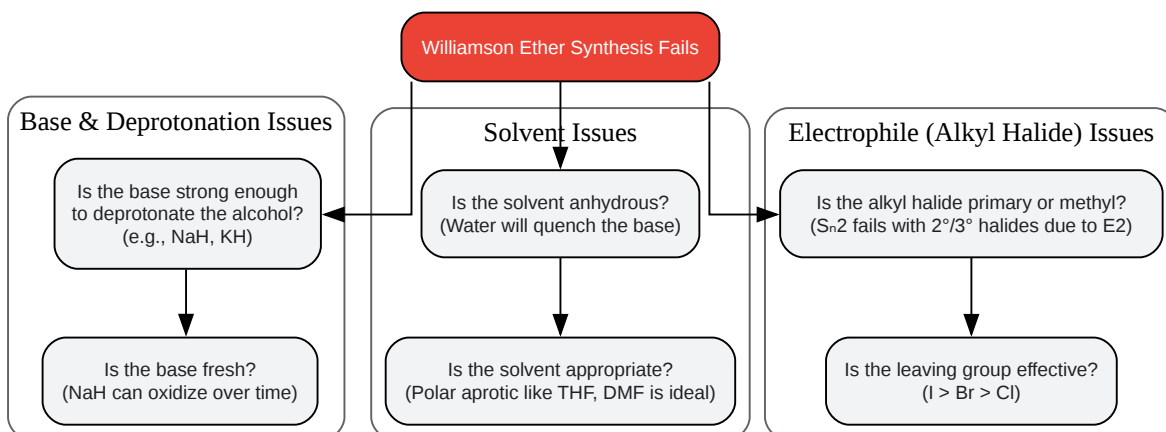 Williamson Ether Synthesis Fails
Base & Deprotonation Issues
Is the base strong enough
to deprotonate the alcohol?
(e.g., NaH, KH)
Is the base fresh?
(NaH can oxidize over time)
Solvent Issues
Is the solvent anhydrous?
(Water will quench the base)
Is the solvent appropriate?
(Polar aprotic like THF, DMF is ideal)
Electrophile (Alkyl Halide) Issues
Is the alkyl halide primary or methyl?
(Sₙ2 fails with 2°/3° halides due to E2)
Is the leaving group effective?
(I > Br > Cl)